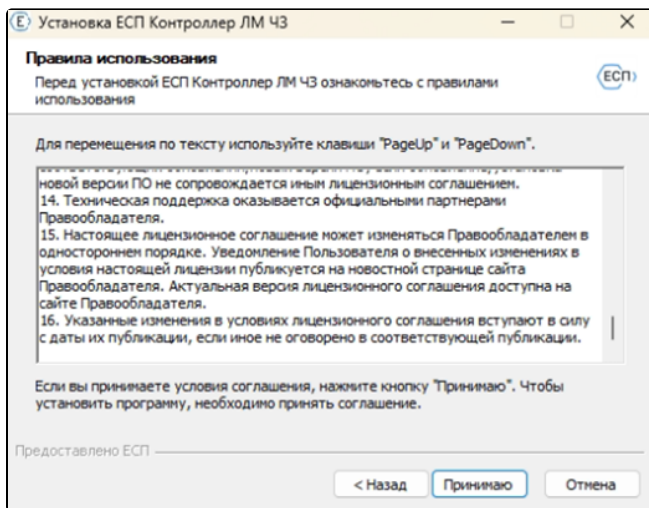 Установка ЕСП Контроллер ЛМ ЧЗ
Правила использования
Перед установкой ЕСП Контроллер ЛМ ЧЗ ознакомьтесь с правилами
использования
ЕСП
Для перемещения по тексту используйте клавиши "PageUp" и "PageDown".
новой версии ПО не сопровождается иным лицензионным соглашением.
14. Техническая поддержка оказывается официальными партнерами
Правообладателя.
15. Настоящее лицензионное соглашение может изменяться Правообладателем в
одностороннем порядке. Уведомление Пользователя о внесенных изменениях в
условия настоящей лицензии публикуется на новостной странице сайта
Правообладателя. Актуальная версия лицензионного соглашения доступна на
сайте Правообладателя.
16. Указанные изменения в условиях лицензионного соглашения вступают в силу
с даты их публикации, если иное не оговорено в соответствующей публикации.
Если вы принимаете условия соглашения, нажмите кнопку "Принимаю". Чтобы
установить программу, необходимо принять соглашение.
Предоставлено ЕСП
< Назад
Принимаю
Отмена